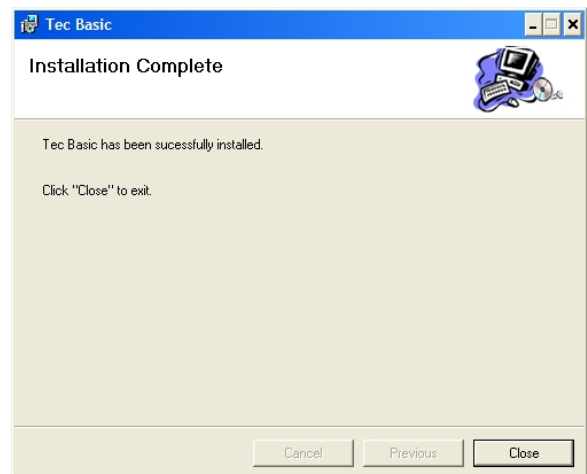 Tec Basic
Installation Complete
Tec Basic has been sucessfully installed.
Click "Close" to exit.
Cancel
Previous
Close